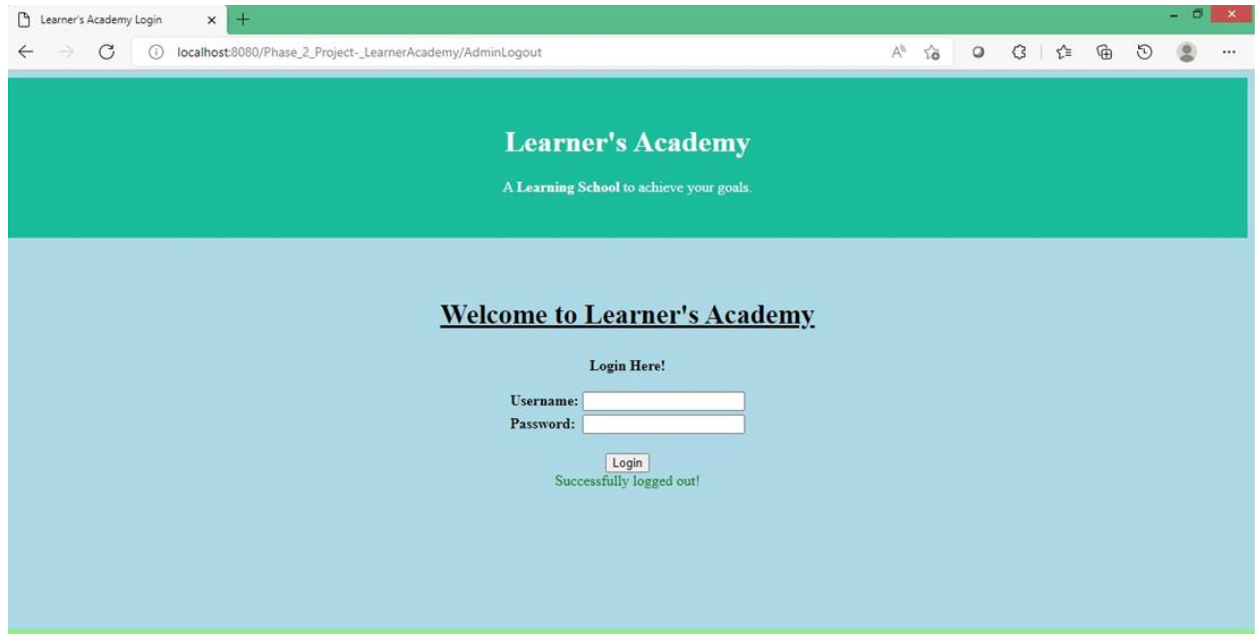 Learner's Academy Login
localhost:8080/Phase_2_Project-_LearnerAcademy/AdminLogout
Learner's Academy
A Learning School to achieve your goals.
Welcome to Learner's Academy
Login Here!
Username:
Password:
Login
Successfully logged out!